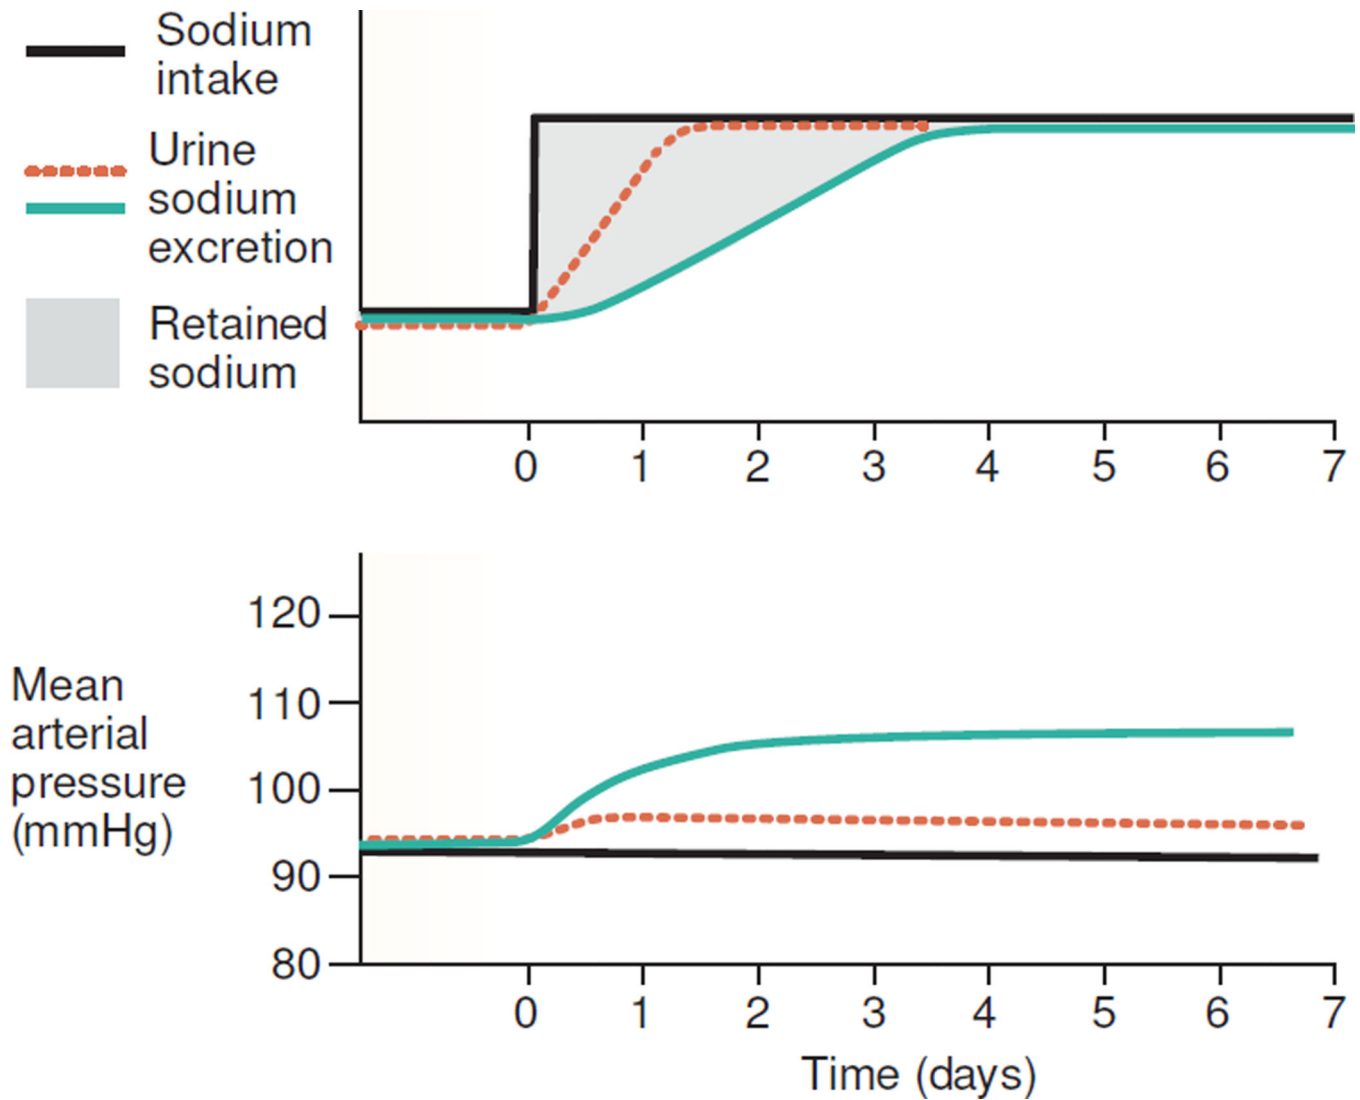 Sodium
intake
Urine
sodium
excretion
Retained
sodium
0 1 2 3 4 5 6 7
120
110
100
90
80
Mean
arterial
pressure
(mmHg)
0 1 2 3 4 5 6 7
Time (days)